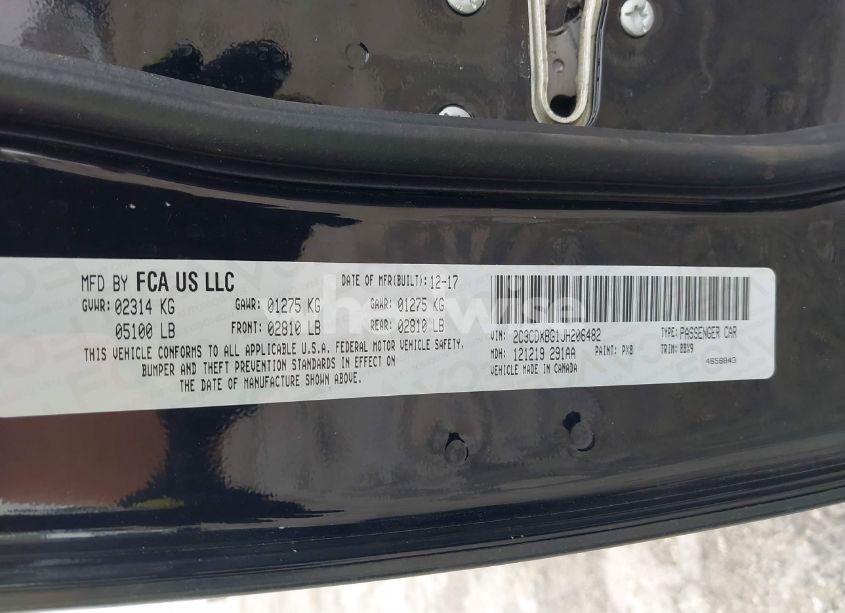 MFD BY FCA US LLC
DATE OF MFR(BUILT): 12-17
GVWR: 02314 KG GAWR: 01275 KG GAWR: 01275 KG
05100 LB FRONT: 02810 LB REAR: 02810 LB
THIS VEHICLE CONFORMS TO ALL APPLICABLE U.S.A. FEDERAL MOTOR VEHICLE SAFETY,
BUMPER AND THEFT PREVENTION STANDARDS IN EFFECT ON
THE DATE OF MANUFACTURE SHOWN ABOVE.
VIN: 2C3CDXBG1JH206482 TYPE: PASSENGER CAR
MDH: 121219 291AA PAINT: PX8 TRIM: BBX9
VEHICLE MADE IN CANADA 4658843